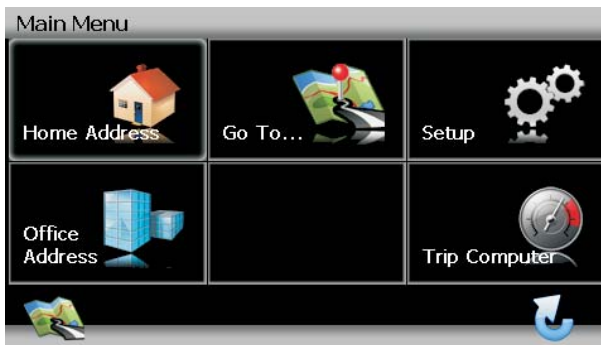 Main Menu
Home Address
Go To...
Setup
Office
Address
Trip Computer